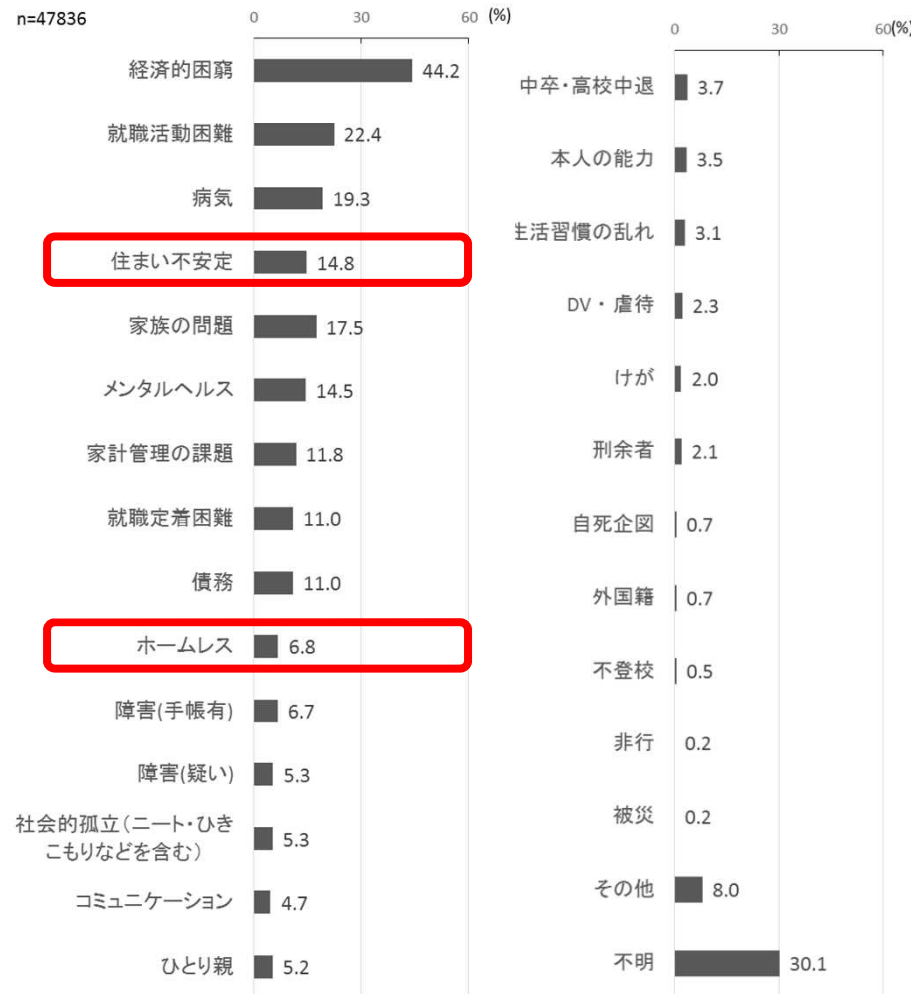 n=47836
0 30 60 (%)
経済的困窮 44.2
就職活動困難 22.4
病気 19.3
住まい不安定 14.8
家族の問題 17.5
メンタルヘルス 14.5
家計管理の課題 11.8
就職定着困難 11.0
債務 11.0
ホームレス 6.8
障害(手帳有) 6.7
障害(疑い) 5.3
社会的孤立(ニート・ひき
こもりなどを含む) 5.3
コミュニケーション 4.7
ひとり親 5.2
0 30 60(%)
中卒・高校中退 3.7
本人の能力 3.5
生活習慣の乱れ 3.1
DV・虐待 2.3
けが 2.0
刑余者 2.1
自死企図 0.7
外国籍 0.7
不登校 0.5
非行 0.2
被災 0.2
その他 8.0
不明 30.1